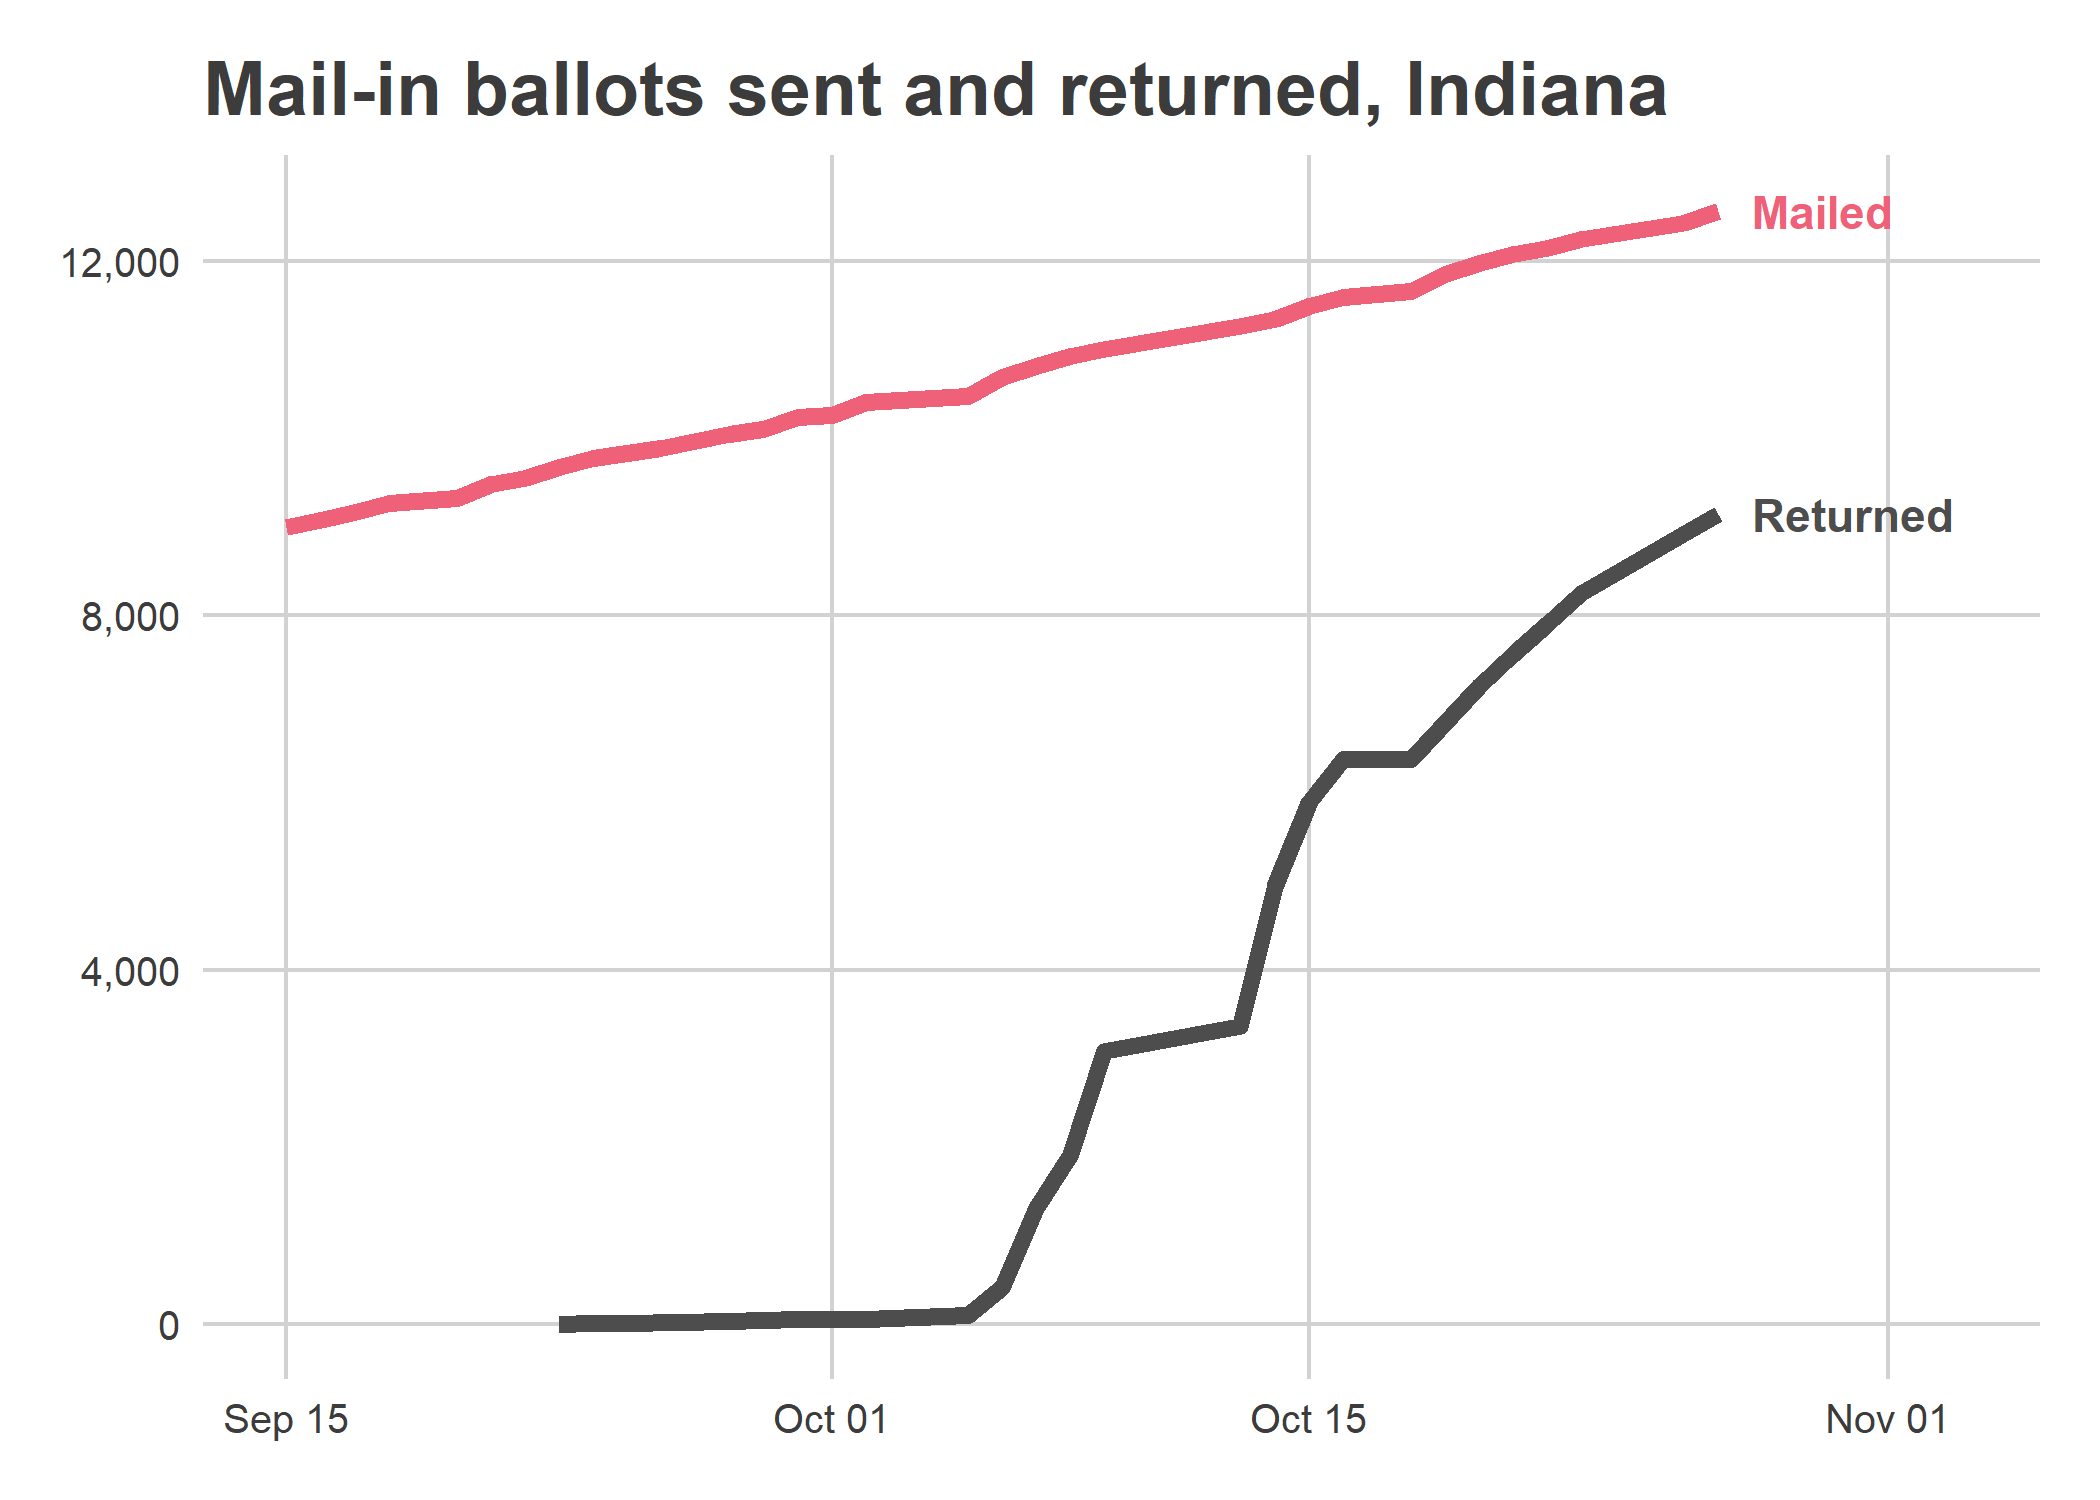 Mail-in ballots sent and returned, Indiana
Mailed
12,000
Returned
8,000
4,000
0
Sep 15
Oct 01
Oct 15
Nov 01